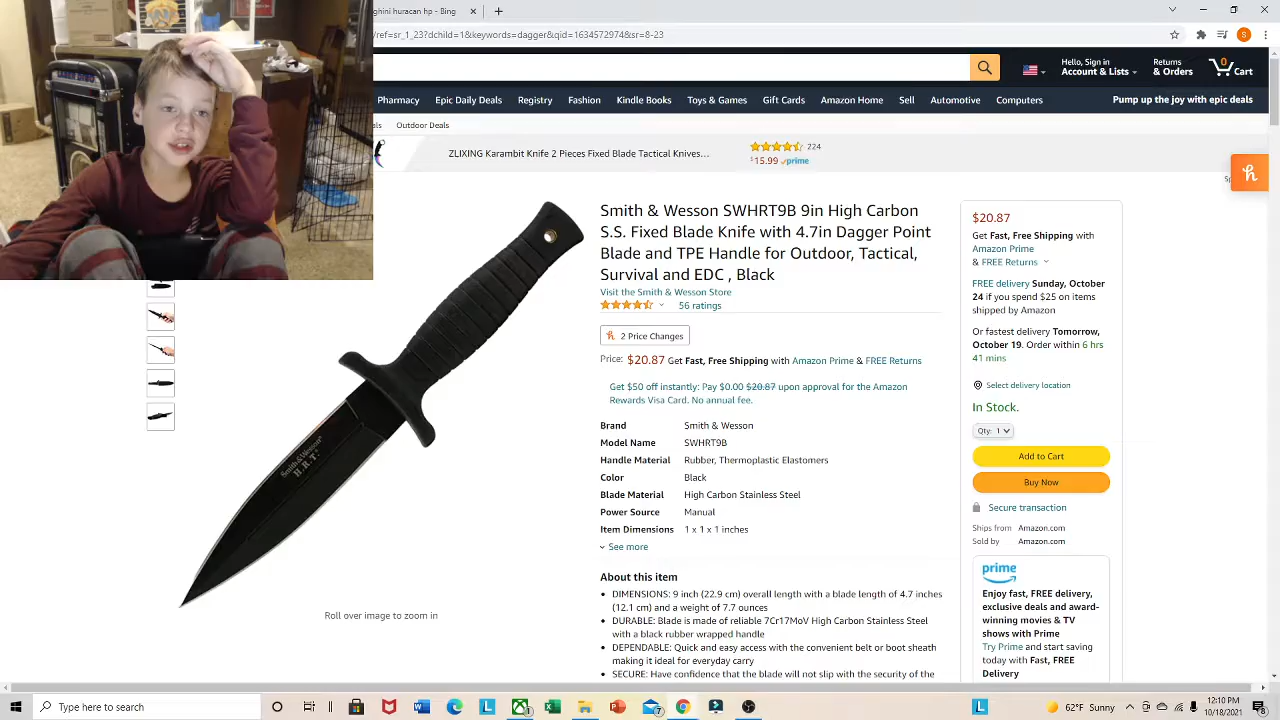 ghini huracan hp - Bing
/ref=sr_1_23?dchild=1&keywords=dagger&qid=1634572974&sr=8-23
S
Hello, Sign in
Account & Lists
Returns
& Orders
0
Cart
Pharmacy
Epic Daily Deals
Registry
Fashion
Kindle Books
Toys & Games
Gift Cards
Amazon Home
Sell
Automotive
Computers
Pump up the joy with epic deals
als
Outdoor Deals
ZLIXING Karambit Knife 2 Pieces Fixed Blade Tactical Knives…
224
$15.99 prime
h
Smith & Wesson SWHRT9B 9in High Carbon
S.S. Fixed Blade Knife with 4.7in Dagger Point
Blade and TPE Handle for Outdoor, Tactical,
Survival and EDC , Black
Visit the Smith & Wesson Store
56 ratings
2 Price Changes
Price: $20.87 Get Fast, Free Shipping with Amazon Prime & FREE Returns
Get $50 off instantly: Pay $0.00 $20.87 upon approval for the Amazon
Rewards Visa Card. No annual fee.
Brand Smith & Wesson
Model Name SWHRT9B
Handle Material Rubber, Thermoplastic Elastomers
Color Black
Blade Material High Carbon Stainless Steel
Power Source Manual
Item Dimensions 1 x 1 x 1 inches
See more
About this item
• DIMENSIONS: 9 inch (22.9 cm) overall length with a blade length of 4.7 inches
(12.1 cm) and a weight of 7.7 ounces
• DURABLE: Blade is made of reliable 7Cr17MoV High Carbon Stainless Steel
with a black rubber wrapped handle
• DEPENDABLE: Quick and easy access with the convenient belt or boot sheath
making it ideal for everyday carry
• SECURE: Have confidence that the blade will not slip with the security of the
Smith & Wesson
H.R.T.
Roll over image to zoom in
$20.87
Get Fast, Free Shipping with
Amazon Prime
& FREE Returns
FREE delivery Sunday, October
24 if you spend $25 on items
shipped by Amazon
Or fastest delivery Tomorrow,
October 19. Order within 6 hrs
41 mins
Select delivery location
In Stock.
Qty: 1
Add to Cart
Buy Now
Secure transaction
Ships from Amazon.com
Sold by Amazon.com
prime
Enjoy fast, FREE delivery,
exclusive deals and award-
winning movies & TV
shows with Prime
Try Prime and start saving
today with Fast, FREE
Delivery
Type here to search
62°F Sunny
12:10 PM
10/18/2021